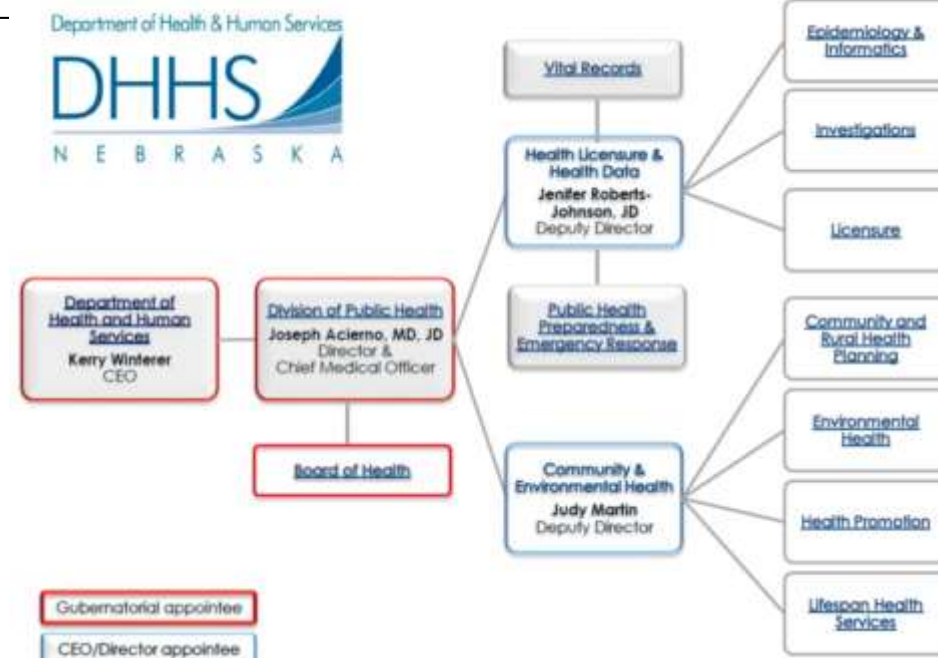 Department of Health & Human Services
DHHS
NEBRASKA
Department of
Health and Human
Services
Kerry Winterer
CEO
Division of Public Health
Joseph Acierno, MD, JD
Director &
Chief Medical Officer
Board of Health
Vital Records
Health Licensure &
Health Data
Jenifer Roberts-
Johnson, JD
Deputy Director
Public Health
Preparedness &
Emergency Response
Community &
Environmental Health
Judy Martin
Deputy Director
Epidemiology &
Informatics
Investigations
Licensure
Community and
Rural Health
Planning
Environmental
Health
Health Promotion
Lifespan Health
Services
Gubernatorial appointee
CEO/Director appointee